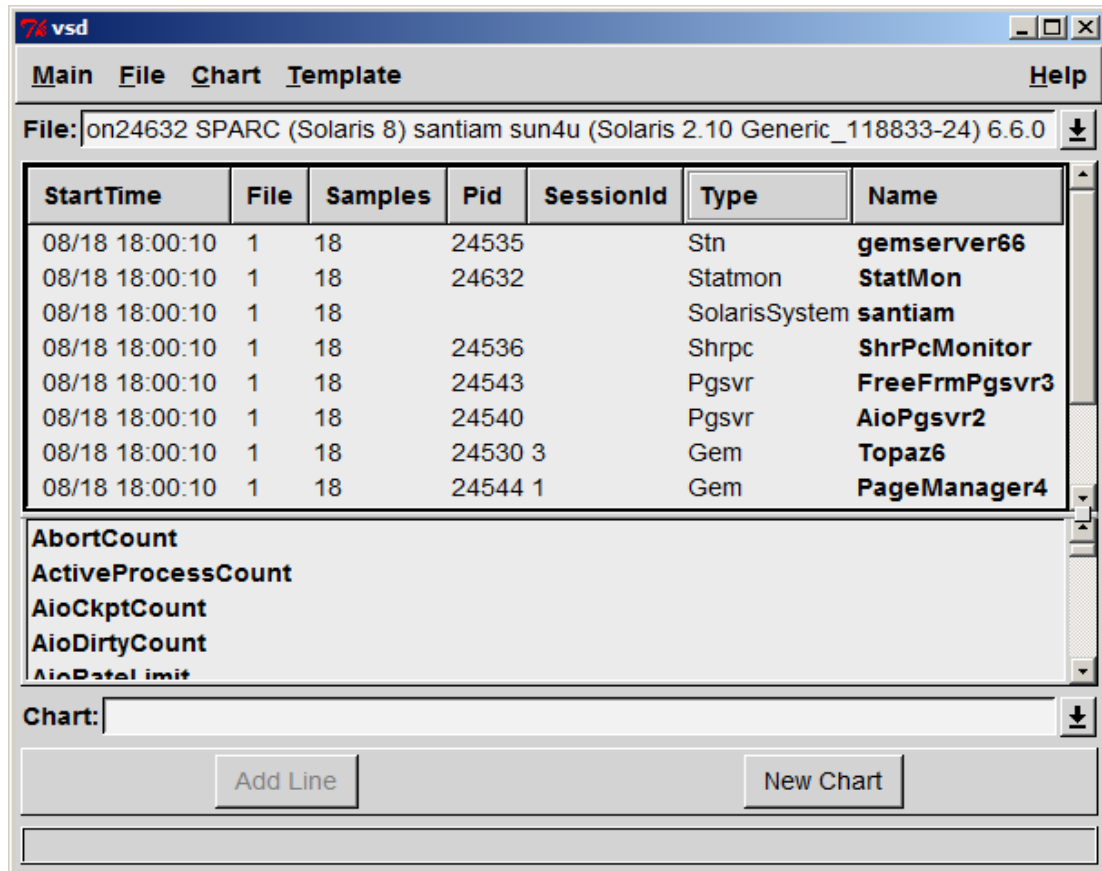 vsd
Main File Chart Template Help
File: on24632 SPARC (Solaris 8) santiam sun4u (Solaris 2.10 Generic_118833-24) 6.6.0
StartTime File Samples Pid SessionId Type Name
08/18 18:00:10 1 18 24535 Stn gemserver66
08/18 18:00:10 1 18 24632 Statmon StatMon
08/18 18:00:10 1 18 SolarisSystem santiam
08/18 18:00:10 1 18 24536 Shrpc ShrPcMonitor
08/18 18:00:10 1 18 24543 Pgsvr FreeFrmPgsvr3
08/18 18:00:10 1 18 24540 Pgsvr AioPgsvr2
08/18 18:00:10 1 18 24530 3 Gem Topaz6
08/18 18:00:10 1 18 24544 1 Gem PageManager4
AbortCount
ActiveProcessCount
AioCkptCount
AioDirtyCount
AioRateLimit
Chart:
Add Line New Chart